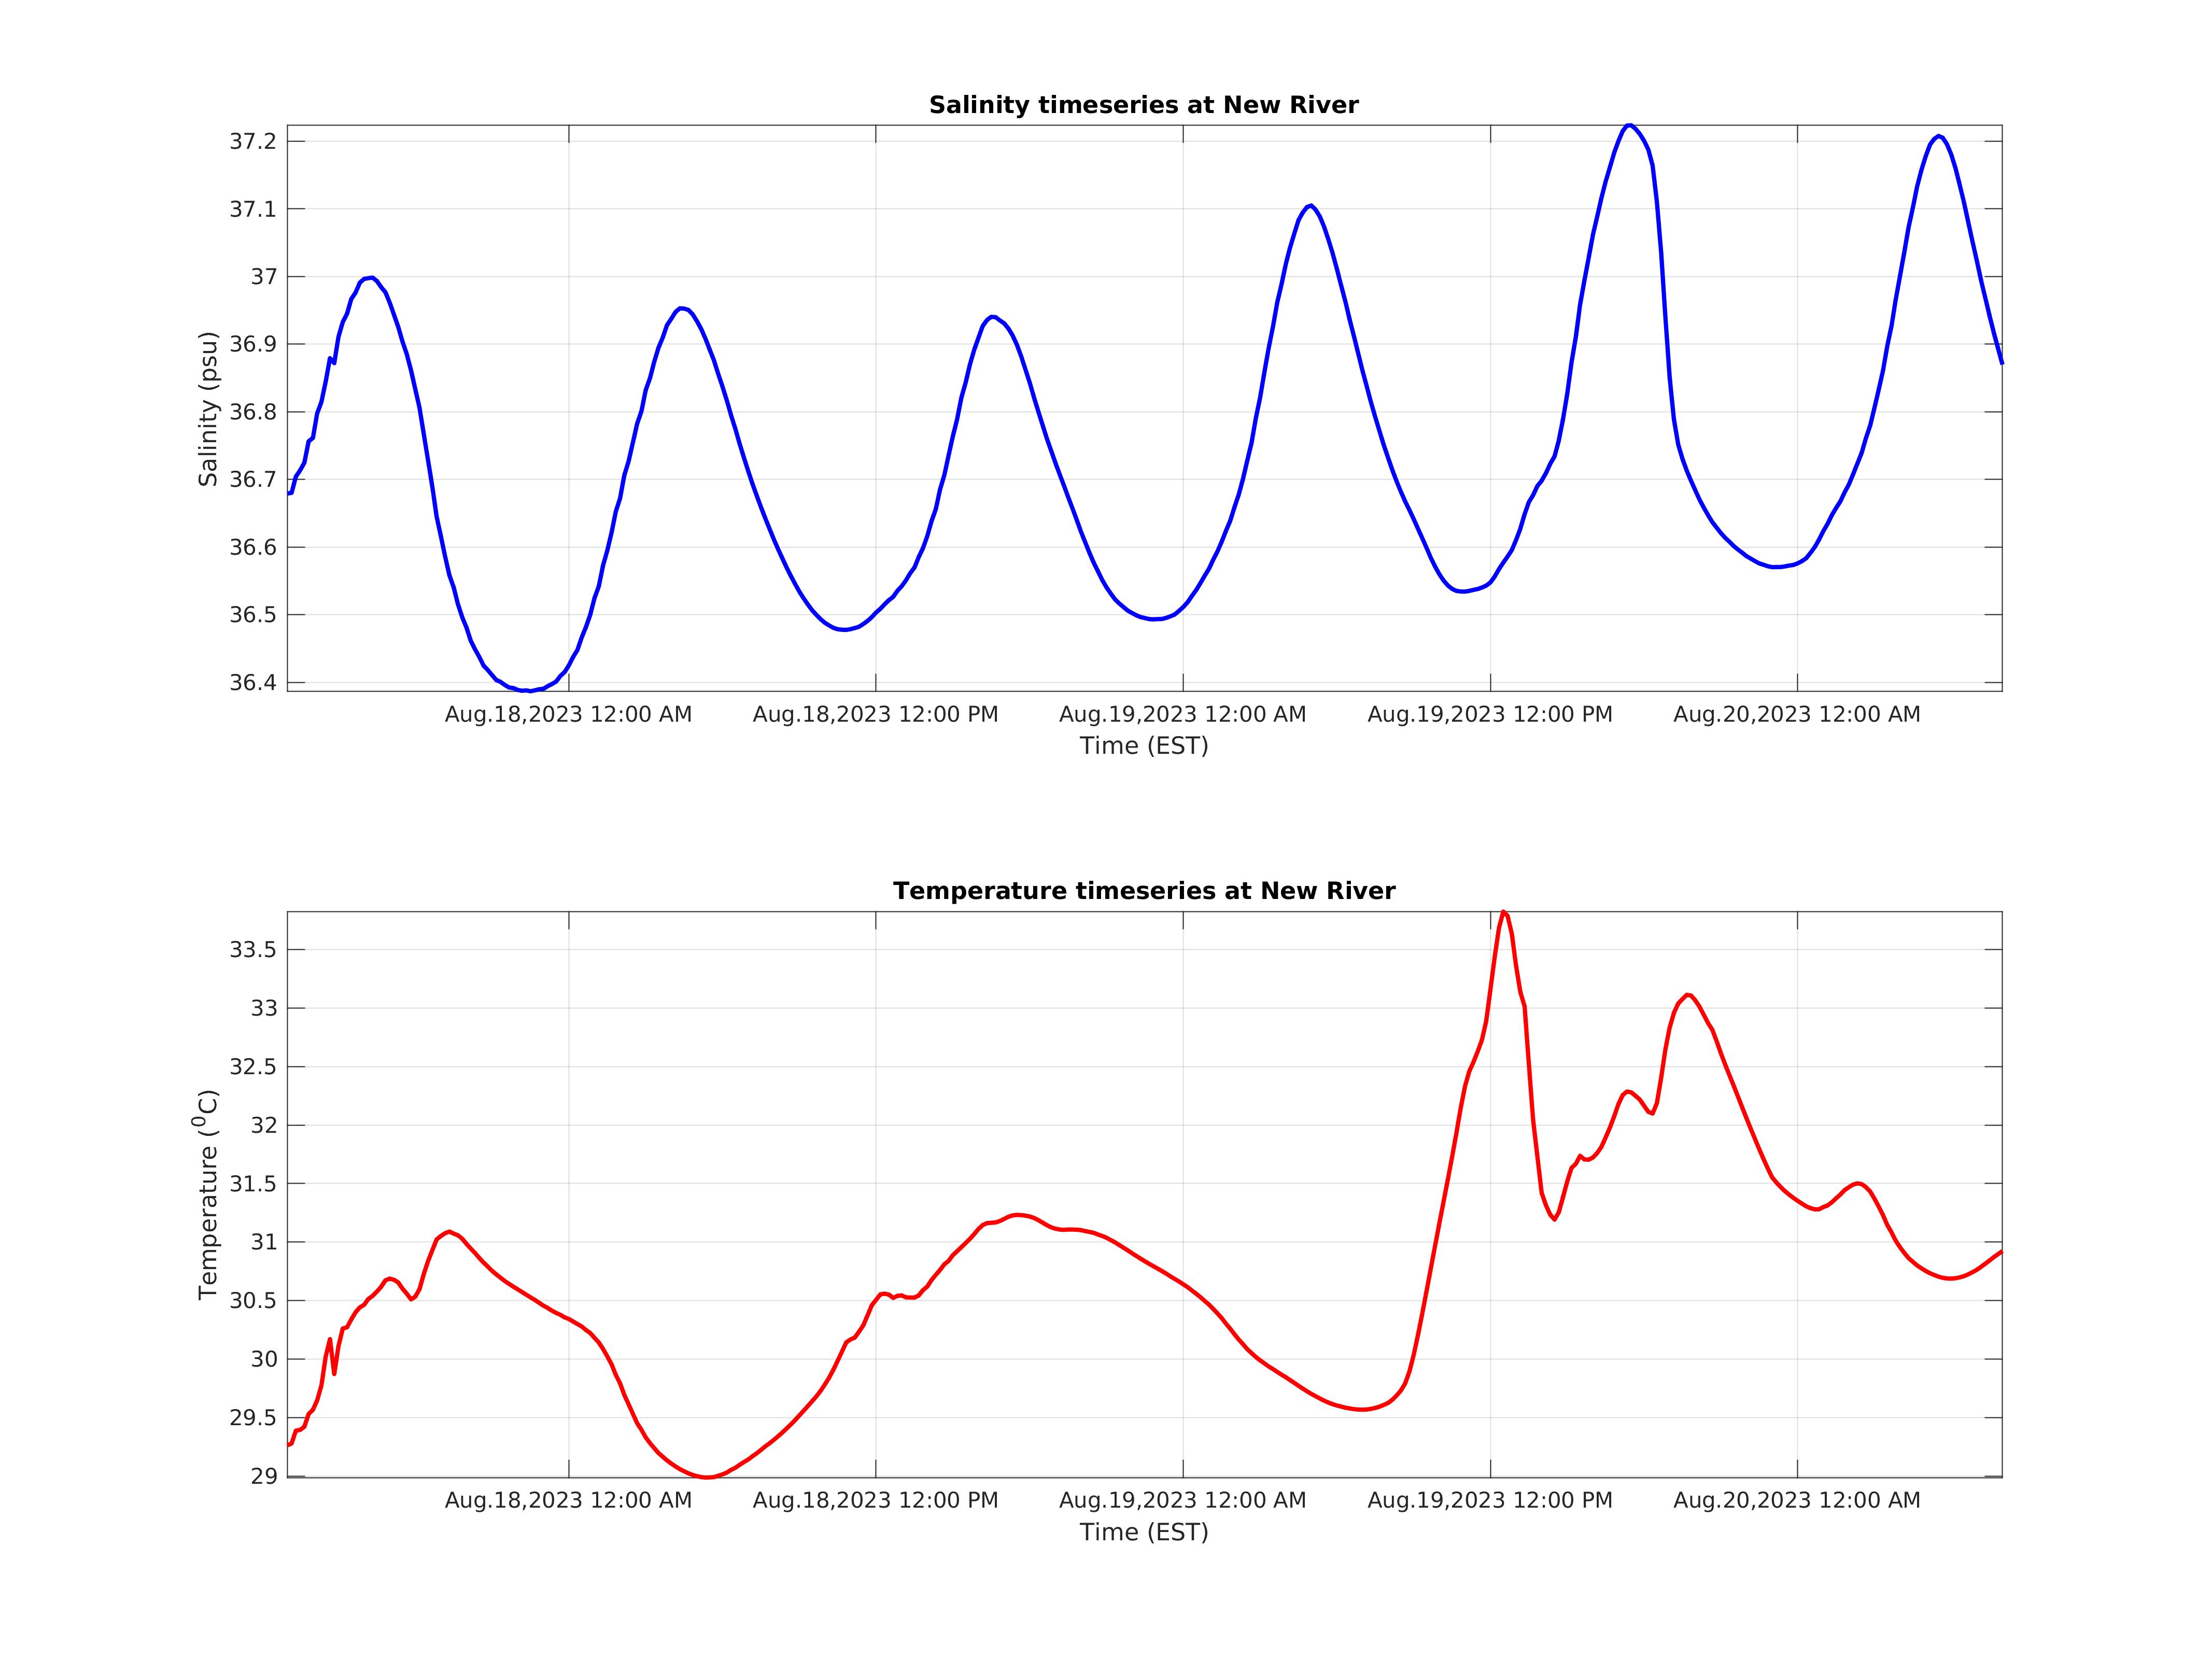 Salinity timeseries at New River
37.2
37.1
37
36.9
36.8
36.7
36.6
36.5
36.4
Salinity (psu)
Aug.18,2023 12:00 AM Aug.18,2023 12:00 PM Aug.19,2023 12:00 AM Aug.19,2023 12:00 PM Aug.20,2023 12:00 AM
Time (EST)
Temperature timeseries at New River
33.5
33
32.5
32
31.5
31
30.5
30
29.5
29
Temperature (⁰C)
Aug.18,2023 12:00 AM Aug.18,2023 12:00 PM Aug.19,2023 12:00 AM Aug.19,2023 12:00 PM Aug.20,2023 12:00 AM
Time (EST)